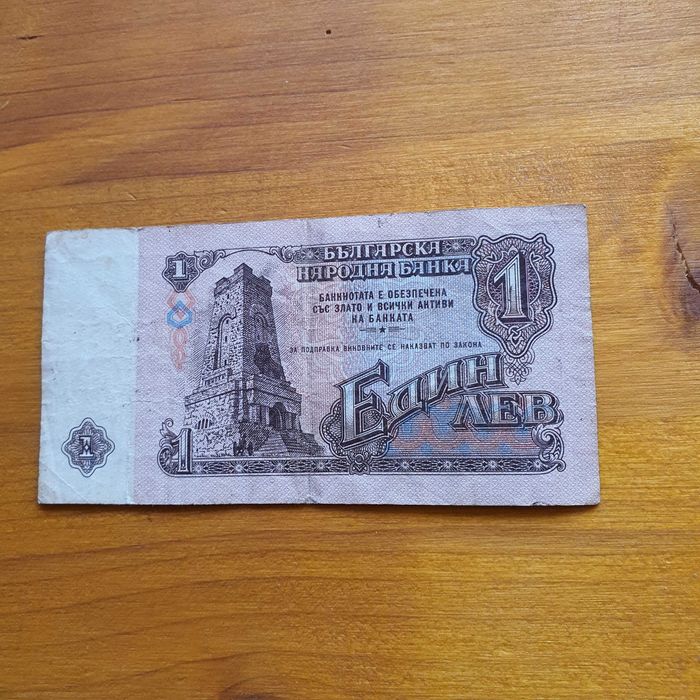 1
БЪЛГАРСКА
НАРОДНА БАНКА
1
БАНКНОТАТА Е ОБЕЗПЕЧЕНА
СЪС ЗЛАТО И ВСИЧКИ АКТИВИ
НА БАНКАТА
ЗА ПОДПРАВКА ВИНОВНИТЕ СЕ НАКАЗВАТ ПО ЗАКОНА
ЕДИН
ЛЕВ
1